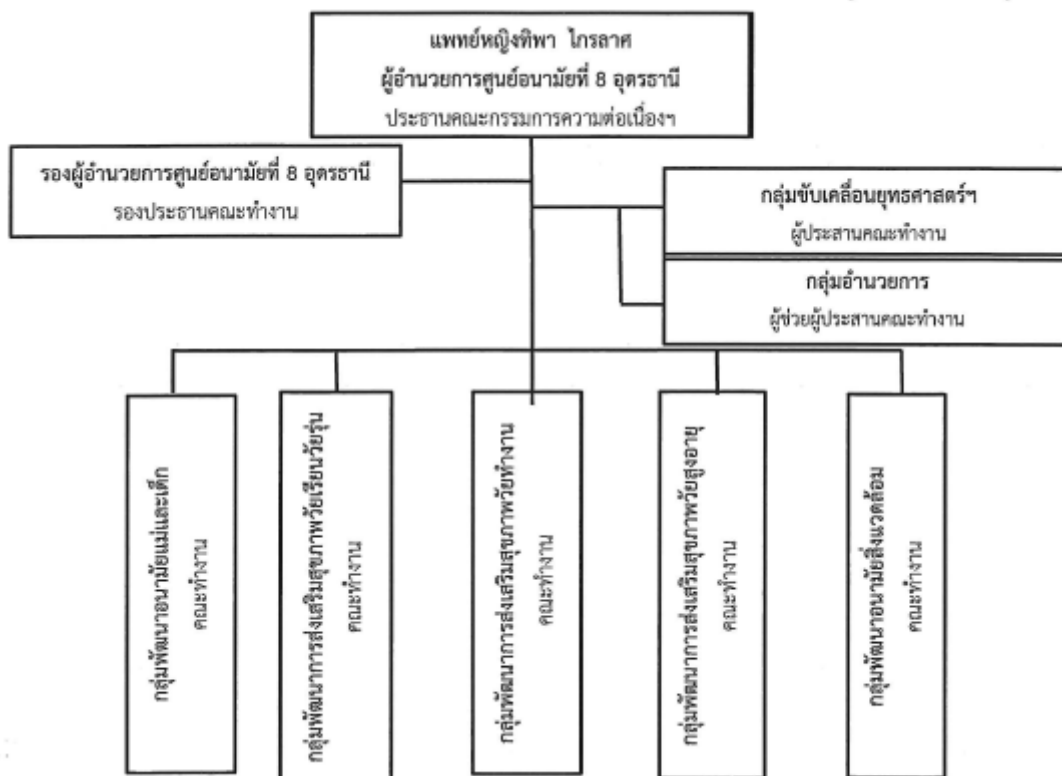 แพทย์หญิงทิพา ไกรลาศ
ผู้อำนวยการศูนย์อนามัยที่ 8 อุดรธานี
ประธานคณะกรรมการความต่อเนื่องฯ
รองผู้อำนวยการศูนย์อนามัยที่ 8 อุดรธานี
รองประธานคณะทำงาน
กลุ่มขับเคลื่อนยุทธศาสตร์ฯ
ผู้ประสานคณะทำงาน
กลุ่มอำนวยการ
ผู้ช่วยผู้ประสานคณะทำงาน
กลุ่มพัฒนาอนามัยแม่และเด็ก
คณะทำงาน
กลุ่มพัฒนาการส่งเสริมสุขภาพวัยเรียนวัยรุ่น
คณะทำงาน
กลุ่มพัฒนาการส่งเสริมสุขภาพวัยทำงาน
คณะทำงาน
กลุ่มพัฒนาการส่งเสริมสุขภาพวัยสูงอายุ
คณะทำงาน
กลุ่มพัฒนาอนามัยสิ่งแวดล้อม
คณะทำงาน